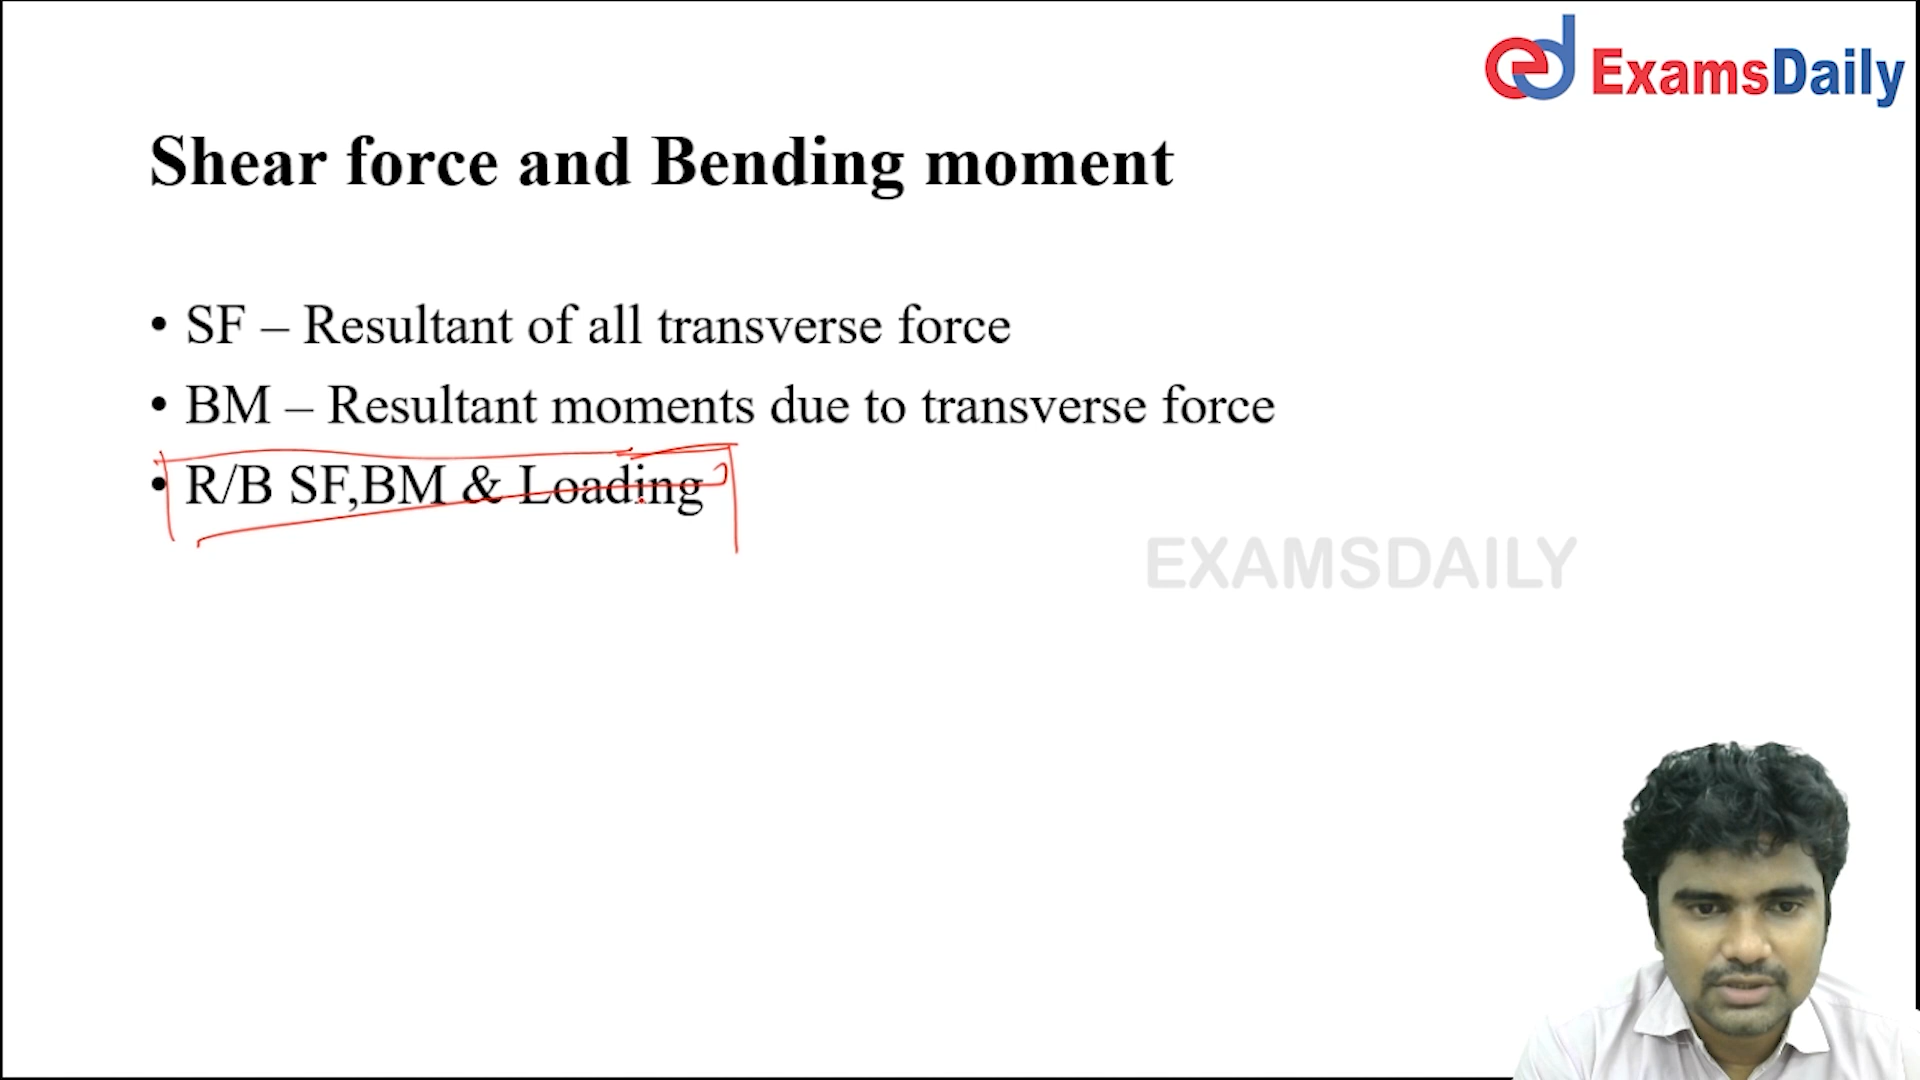 ed ExamsDaily
Shear force and Bending moment
• SF – Resultant of all transverse force
• BM – Resultant moments due to transverse force
• R/B SF,BM & Loading
EXAMSDAILY